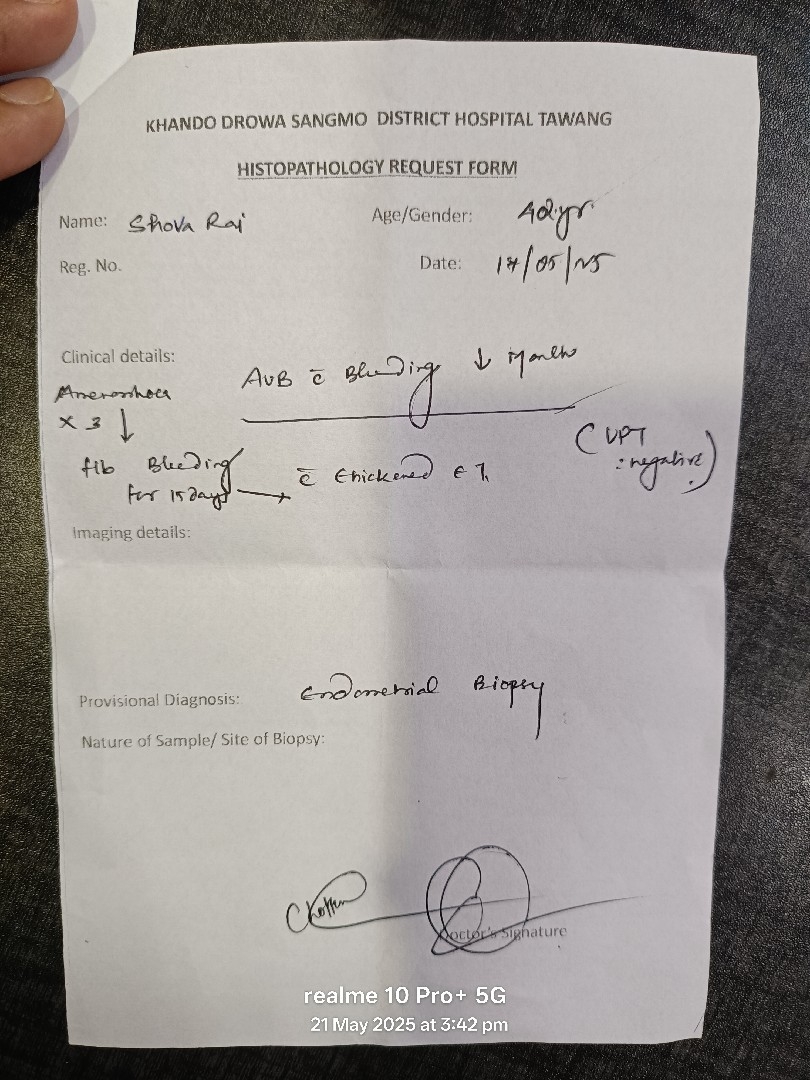 KHANDO DROWA SANGMO DISTRICT HOSPITAL TAWANG
HISTOPATHOLOGY REQUEST FORM
Name: Shova Rai Age/Gender: 42yr
Reg. No. Date: 17/05/25
Clinical details:
AUB c̄ Bleeding ↓
Amenorrhoea
x 3 ↓
(UPT
: negative)
f/b Bleeding
for 15 days → c̄ thickened ET
Imaging details:
Provisional Diagnosis: Endometrial Biopsy
Nature of Sample/ Site of Biopsy:
Doctor's Signature
realme 10 Pro+ 5G
21 May 2025 at 3:42 pm